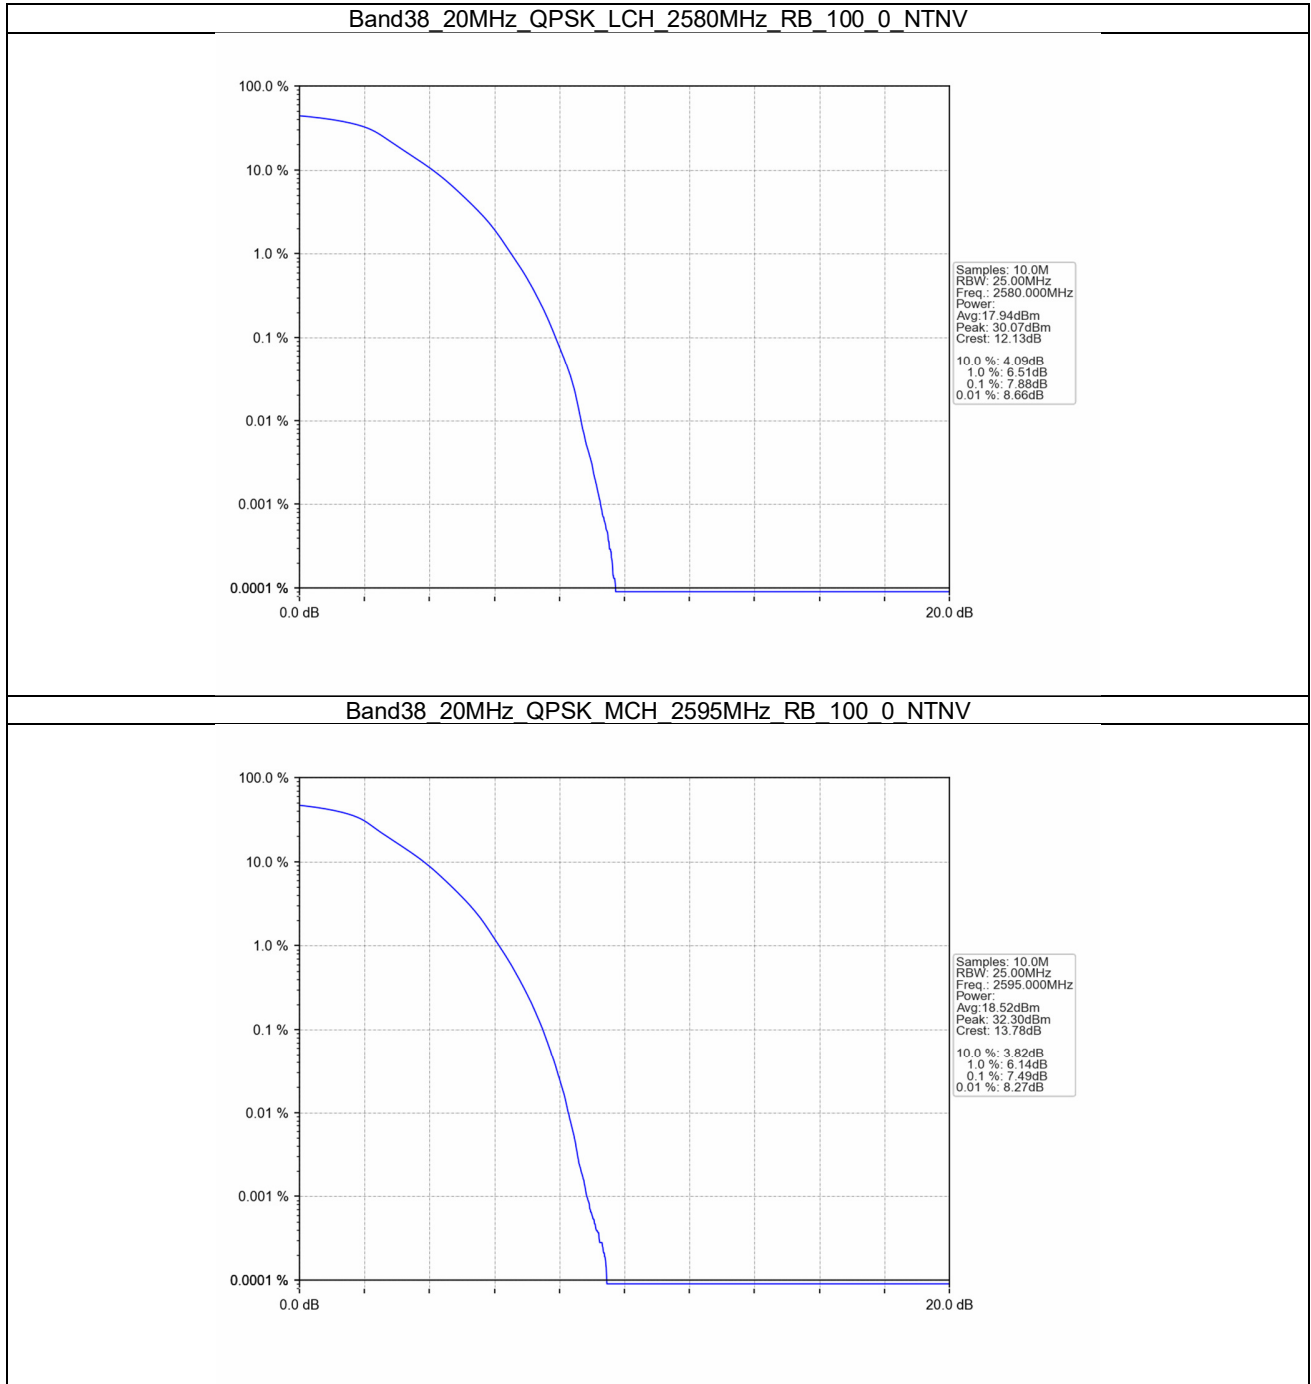 Band38_20MHz_QPSK_LCH_2580MHz_RB_100_0_NTNV
100.0 %
10.0 %
1.0 %
0.1 %
0.01 %
0.001 %
0.0001 %
0.0 dB
20.0 dB
Samples: 10.0M
RBW: 25.00MHz
Freq.: 2580.000MHz
Power:
Avg:17.94dBm
Peak: 30.07dBm
Crest: 12.13dB
10.0 %: 4.09dB
1.0 %: 6.51dB
0.1 %: 7.88dB
0.01 %: 8.66dB
Band38_20MHz_QPSK_MCH_2595MHz_RB_100_0_NTNV
100.0 %
10.0 %
1.0 %
0.1 %
0.01 %
0.001 %
0.0001 %
0.0 dB
20.0 dB
Samples: 10.0M
RBW: 25.00MHz
Freq.: 2595.000MHz
Power:
Avg:18.52dBm
Peak: 32.30dBm
Crest: 13.78dB
10.0 %: 3.82dB
1.0 %: 6.14dB
0.1 %: 7.49dB
0.01 %: 8.27dB